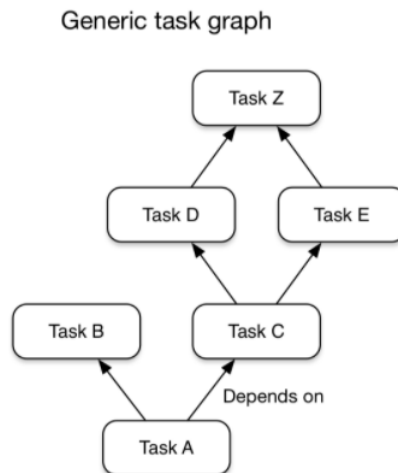 Generic task graph
Task Z
Task D
Task E
Task B
Task C
Depends on
Task A